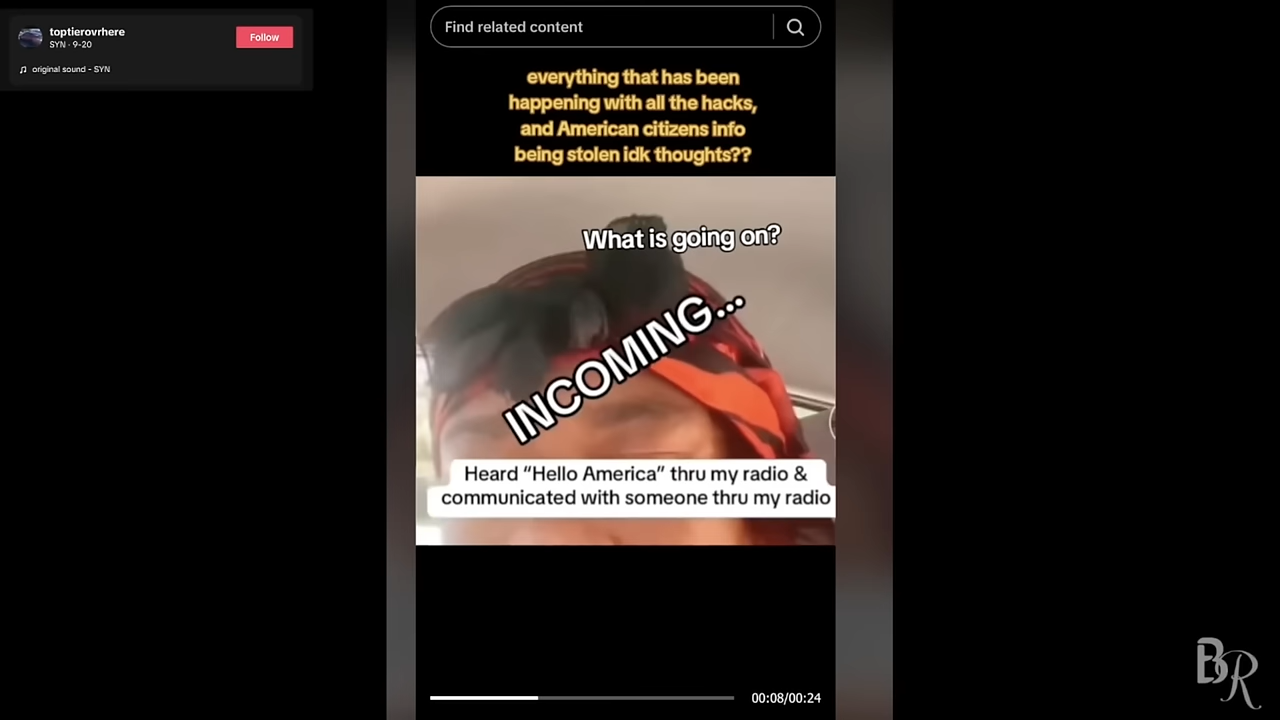 toptierovrhere
SYN · 9-20
Follow
original sound - SYN
Find related content
everything that has been
happening with all the hacks,
and American citizens info
being stolen idk thoughts??
What is going on?
INCOMING...
Heard “Hello America” thru my radio &
communicated with someone thru my radio
00:08/00:24
BR